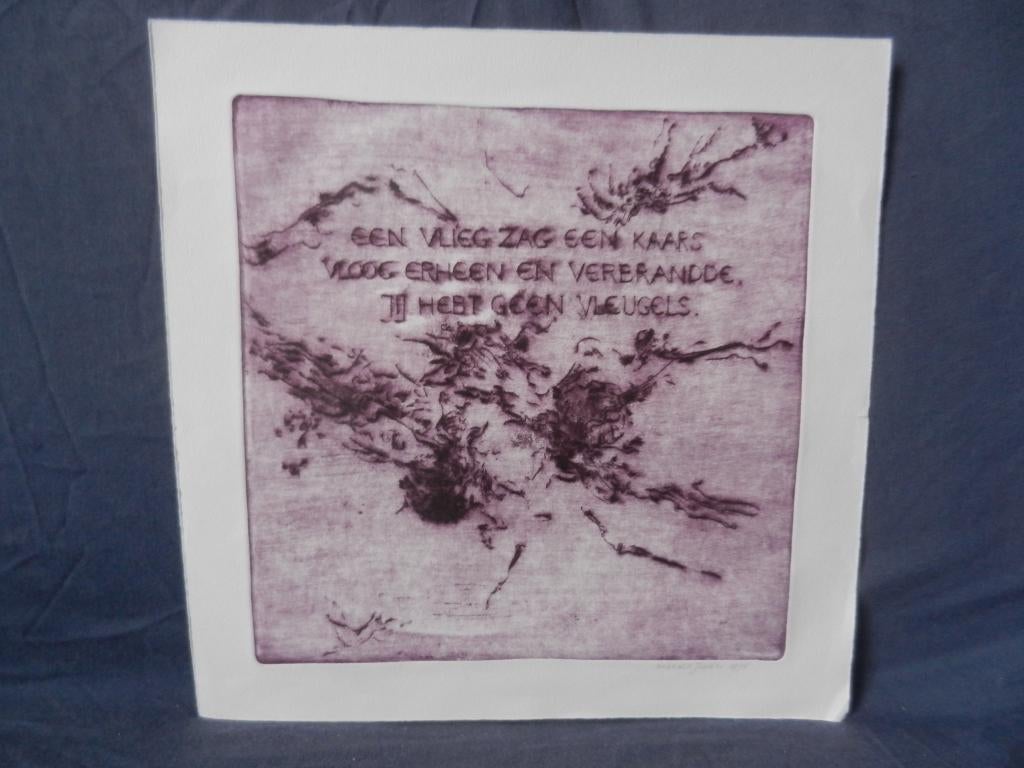 EEN VLIEG ZAG EEN KAARS
VLOOG ERHEEN EN VERBRANDDE.
JIJ HEBT GEEN VLEUGELS.